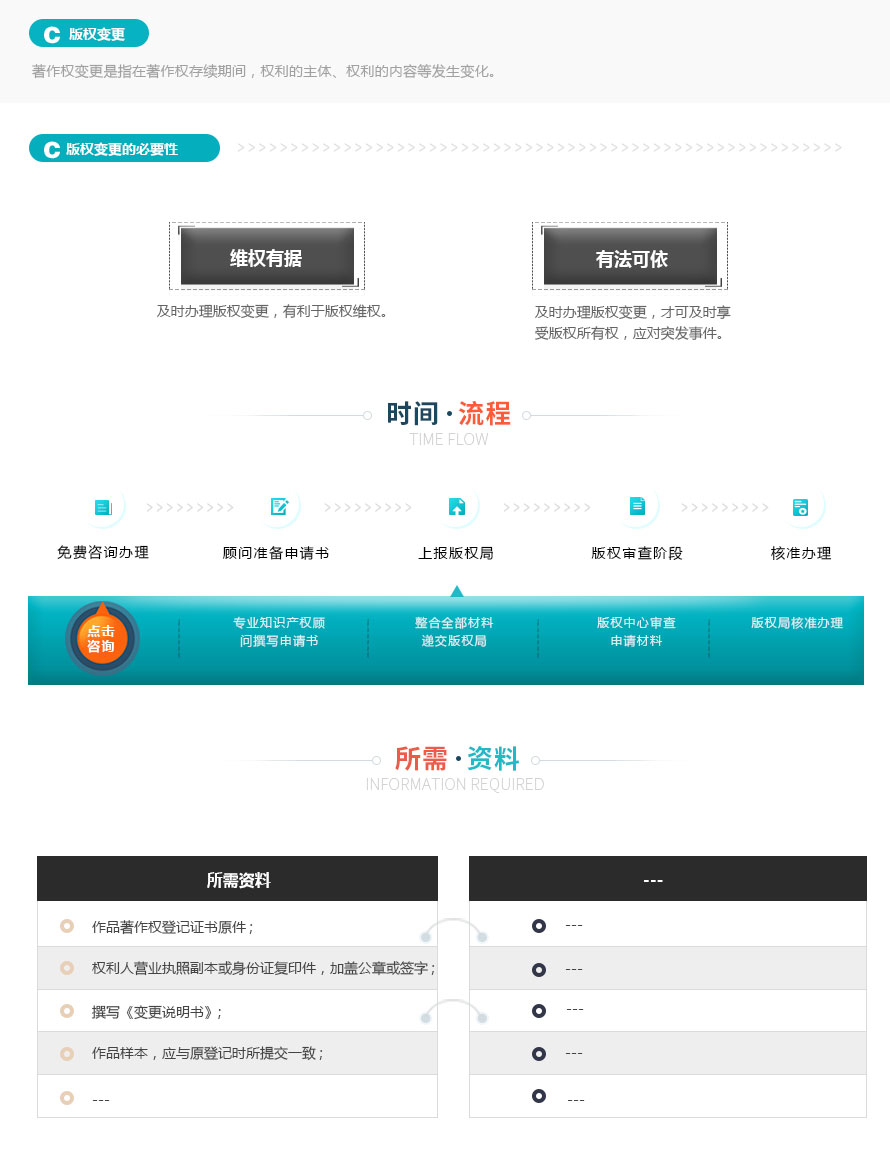 C 版权变更
著作权变更是指在著作权存续期间，权利的主体、权利的内容等发生变化。
C 版权变更的必要性
>>>>>>>>>>>>>>>>>>>>>>>>>>>>>>>>>>>>>>>>>>>>>>>>>>>>>>>>>
维权有据
及时办理版权变更，有利于版权维权。
有法可依
及时办理版权变更，才可及时享
受版权所有权，应对突发事件。
时间·流程
TIME FLOW
免费咨询办理
顾问准备申请书
上报版权局
版权审查阶段
核准办理
点击
咨询
专业知识产权顾
问撰写申请书
整合全部材料
递交版权局
版权中心审查
申请材料
版权局核准办理
所需·资料
INFORMATION REQUIRED
所需资料
作品著作权登记证书原件；
权利人营业执照副本或身份证复印件，加盖公章或签字；
撰写《变更说明书》；
作品样本，应与原登记时所提交一致；
---
---
---
---
---
---
---